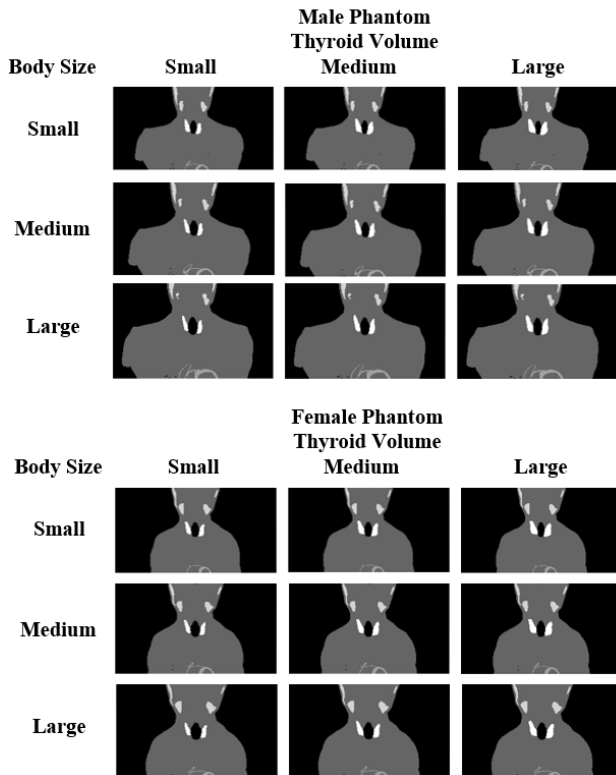 Male Phantom
Thyroid Volume
Body Size Small Medium Large
Small
Medium
Large
Female Phantom
Thyroid Volume
Body Size Small Medium Large
Small
Medium
Large